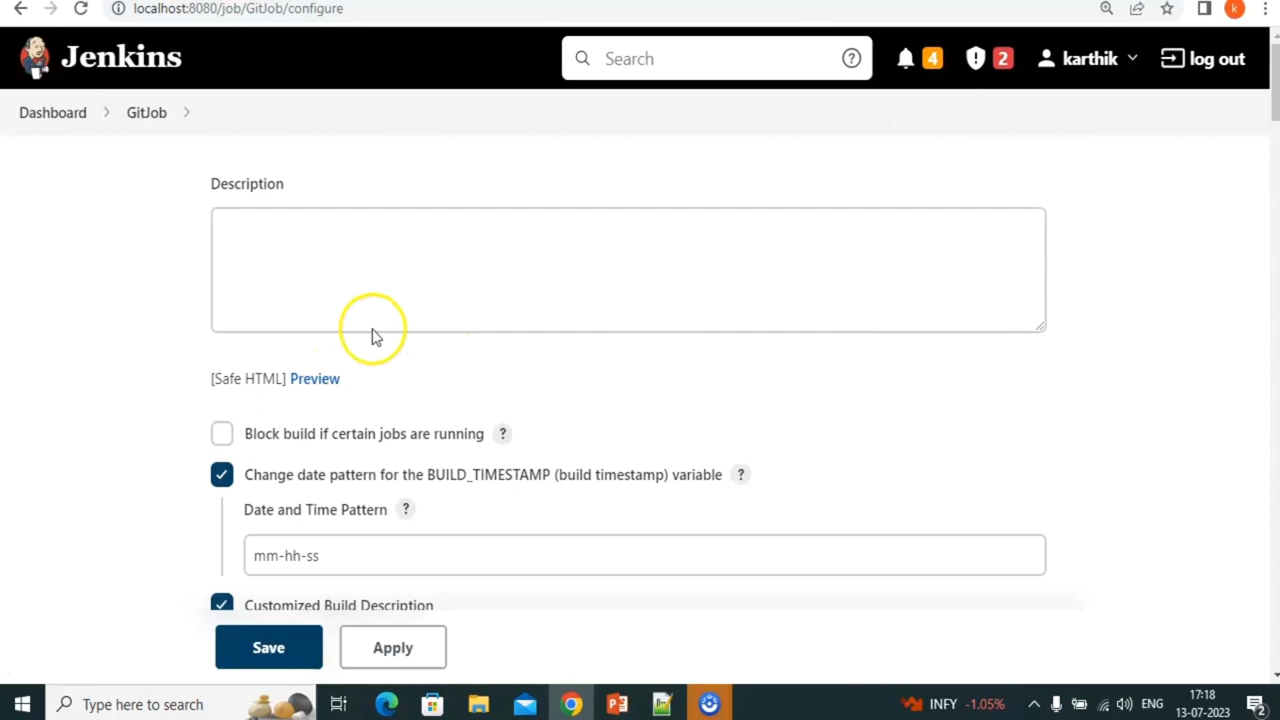 localhost:8080/job/GitJob/configure
k
Jenkins
Search
4
2
karthik
log out
Dashboard
GitJob
Description
[Safe HTML] Preview
Block build if certain jobs are running ?
Change date pattern for the BUILD_TIMESTAMP (build timestamp) variable ?
Date and Time Pattern ?
mm-hh-ss
Customized Build Description
Save
Apply
Type here to search
INFY -1.05%
ENG
17:18
13-07-2023
2